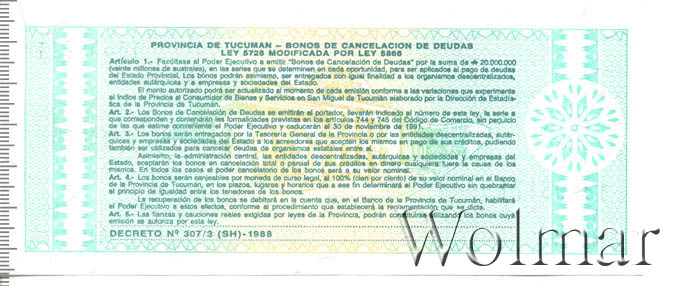 PROVINCIA DE TUCUMAN – BONOS DE CANCELACION DE DEUDAS
LEY 5728 MODIFICADA POR LEY 5866
Artículo 1.- Facúltase al Poder Ejecutivo a emitir "Bonos de Cancelación de Deudas" por la suma de ₳ 20.000.000
(veinte millones de australes), en las series que se determinen en cada oportunidad, para ser aplicados al pago de deudas
del Estado Provincial. Los bonos podrán asimismo, ser entregados con igual finalidad a los organismos descentralizados,
entidades autárquicas y a empresas y sociedades del Estado.
El monto autorizado podrá ser actualizado al momento de cada emisión conforme a las variaciones que experimente
el Indice de Precios al Consumidor de Bienes y Servicios en San Miguel de Tucumán elaborado por la Dirección de Estadísti-
ca de la Provincia de Tucumán.
Art. 2.- Los Bonos de Cancelación de Deudas se emitirán al portador, llevarán indicado el número de esta ley, la serie a
que corresponden y contendrán las formalidades previstas en los artículos 744 y 745 del Código de Comercio, sin perjuicio
de las que estime conveniente el Poder Ejecutivo y caducarán el 30 de noviembre de 1991.
Art. 3.- Los bonos serán entregados por la Tesorería General de la Provincia o por las entidades descentralizadas, autár-
quicas y empresas y sociedades del Estado a los acreedores que acepten los mismos en pago de sus créditos, pudiendo
también ser utilizados para cancelar deudas de organismos estatales entre sí.
Asimismo, la administración central, las entidades descentralizadas, autárquicas y sociedades y empresas del
Estado, aceptarán los bonos en cancelación total o parcial de sus créditos en dinero cualquiera fuera la causa de los
mismos. En todos los casos el poder cancelatorio de los bonos será a su valor nominal.
Art. 4.- Los bonos serán canjeables por moneda de curso legal, al 100% (cien por ciento) de su valor nominal en el Banco
de la Provincia de Tucumán, en los plazos, lugares y horarios que a ese fin determinará el Poder Ejecutivo sin quebrantar
el principio de igualdad entre los tenedores de los bonos.
La recuperación de los bonos se debitará en la cuenta que, en el Banco de la Provincia de Tucumán, habilitará
el Poder Ejecutivo a estos efectos, conforme al procedimiento que establecerá la reglamentación que se dicte.
Art. 5.- Las fianzas y cauciones reales exigidas por leyes de la Provincia, podrán constituirse utilizando los bonos cuya
emisión se autoriza por esta ley.
DECRETO Nº 307/3 (SH)-1988
Wolmar